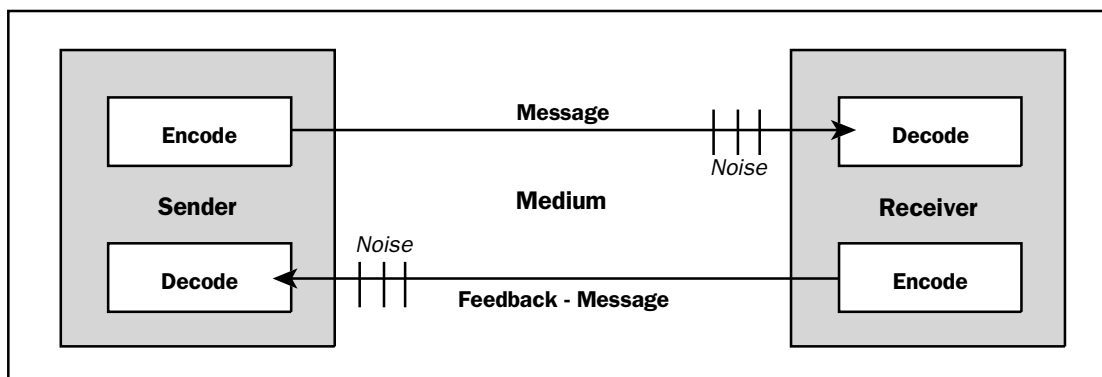 Message
Encode
Decode
Noise
Sender
Medium
Receiver
Noise
Decode
Encode
Feedback - Message